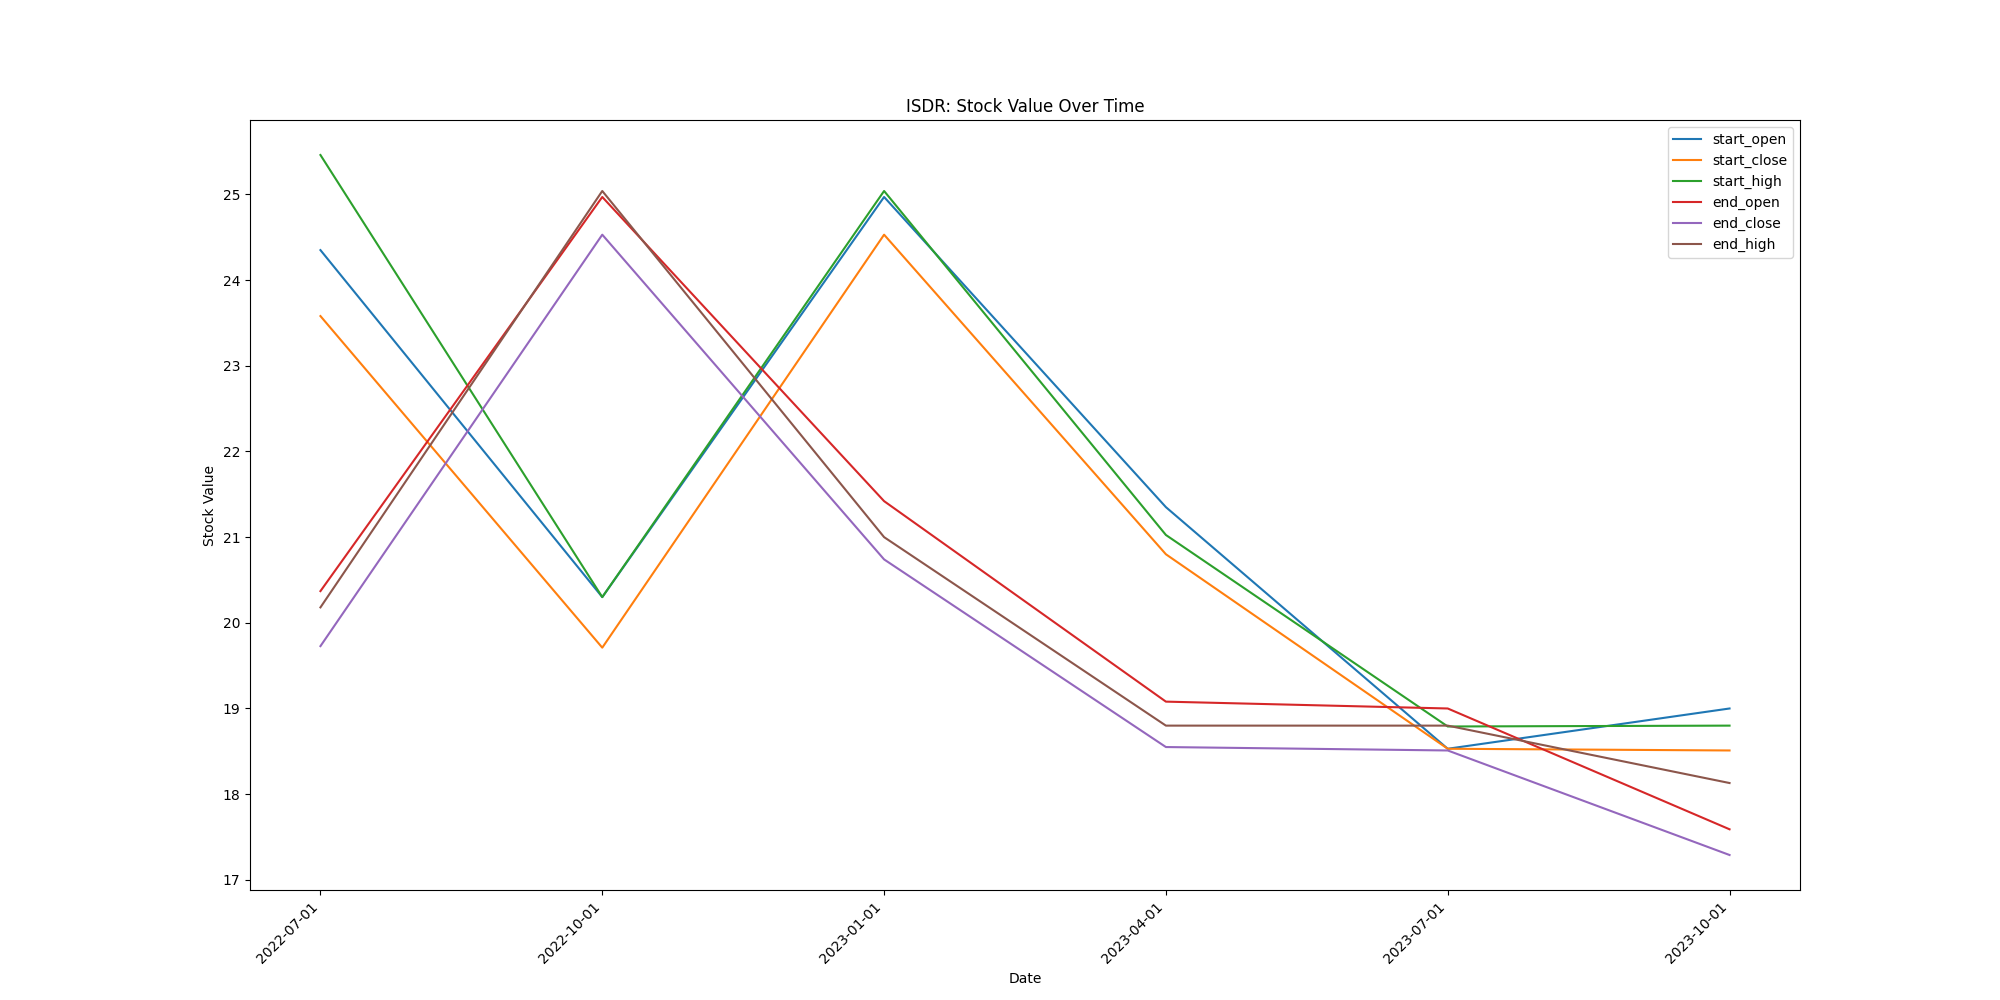 ISDR: Stock Value Over Time
start_open
start_close
start_high
end_open
end_close
end_high
25
24
23
22
21
20
19
18
17
Stock Value
2022-07-01
2022-10-01
2023-01-01
2023-04-01
2023-07-01
2023-10-01
Date